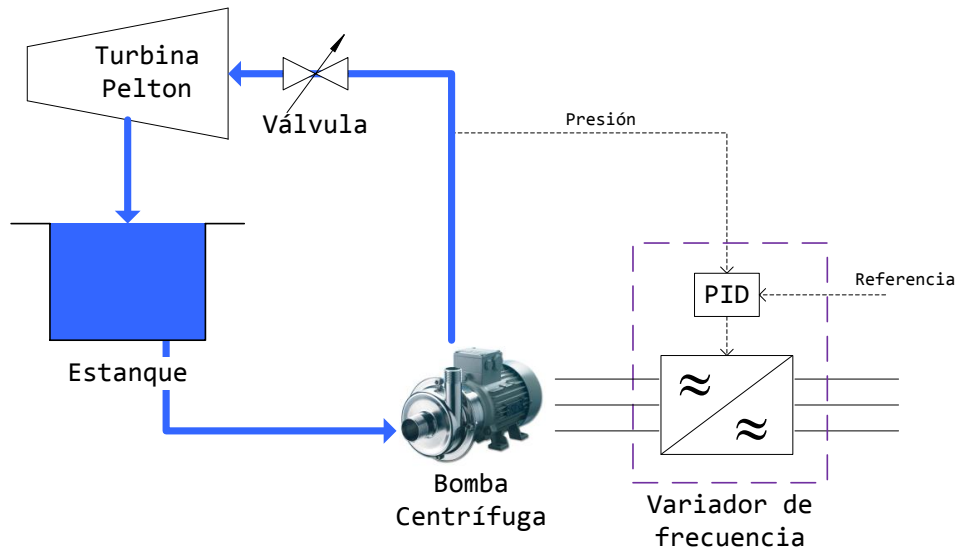 Turbina
Pelton
Válvula
Presión
Referencia
PID
Estanque
≈
≈
Bomba
Centrífuga
Variador de
frecuencia